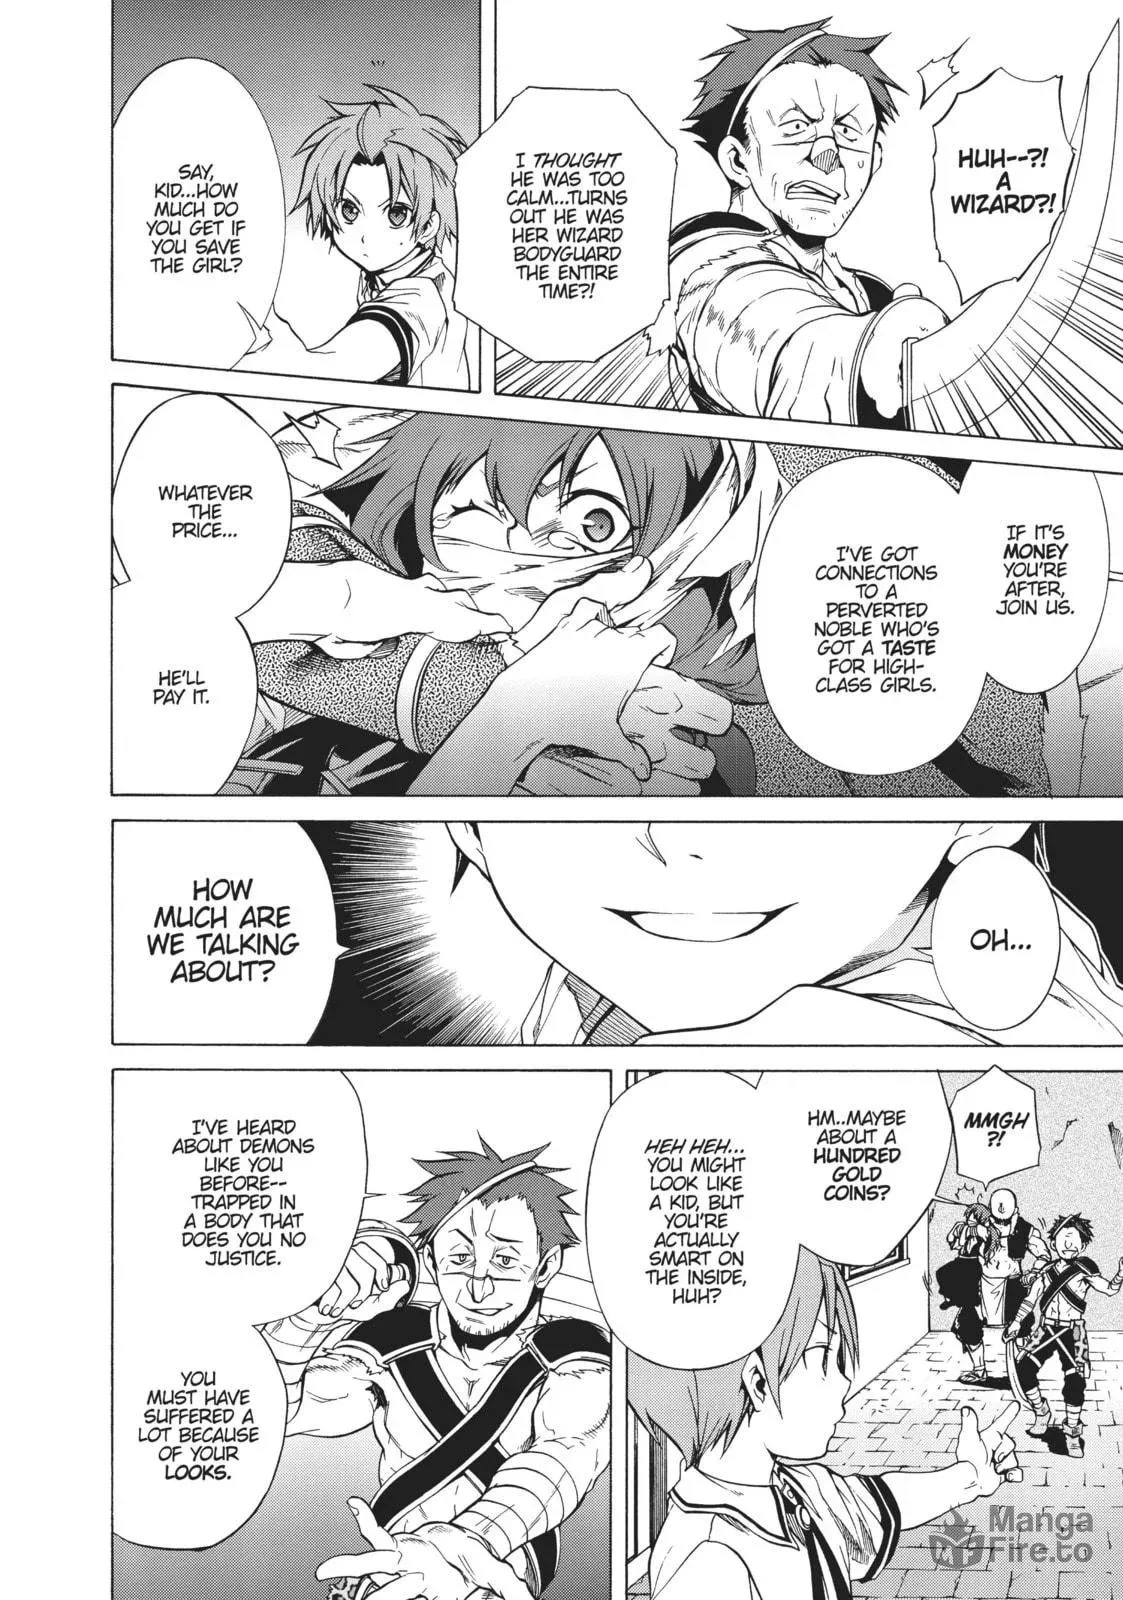 HUH--?!
A
WIZARD?!
I THOUGHT
HE WAS TOO
CALM...TURNS
OUT HE WAS
HER WIZARD
BODYGUARD
THE ENTIRE
TIME?!
SAY,
KID...HOW
MUCH DO
YOU GET IF
YOU SAVE
THE GIRL?
IF IT'S
MONEY
YOU'RE
AFTER,
JOIN US.
I'VE GOT
CONNECTIONS
TO A
PERVERTED
NOBLE WHO'S
GOT A TASTE
FOR HIGH-
CLASS GIRLS.
WHATEVER
THE
PRICE...
HE'LL
PAY IT.
OH...
HOW
MUCH ARE
WE TALKING
ABOUT?
MMGH
?!
HM...MAYBE
ABOUT A
HUNDRED
GOLD
COINS?
HEH HEH...
YOU MIGHT
LOOK LIKE
A KID, BUT
YOU'RE
ACTUALLY
SMART ON
THE INSIDE,
HUH?
I'VE HEARD
ABOUT DEMONS
LIKE YOU
BEFORE--
TRAPPED IN
A BODY THAT
DOES YOU NO
JUSTICE.
YOU
MUST HAVE
SUFFERED A
LOT BECAUSE
OF YOUR
LOOKS.
Manga
Fire.to